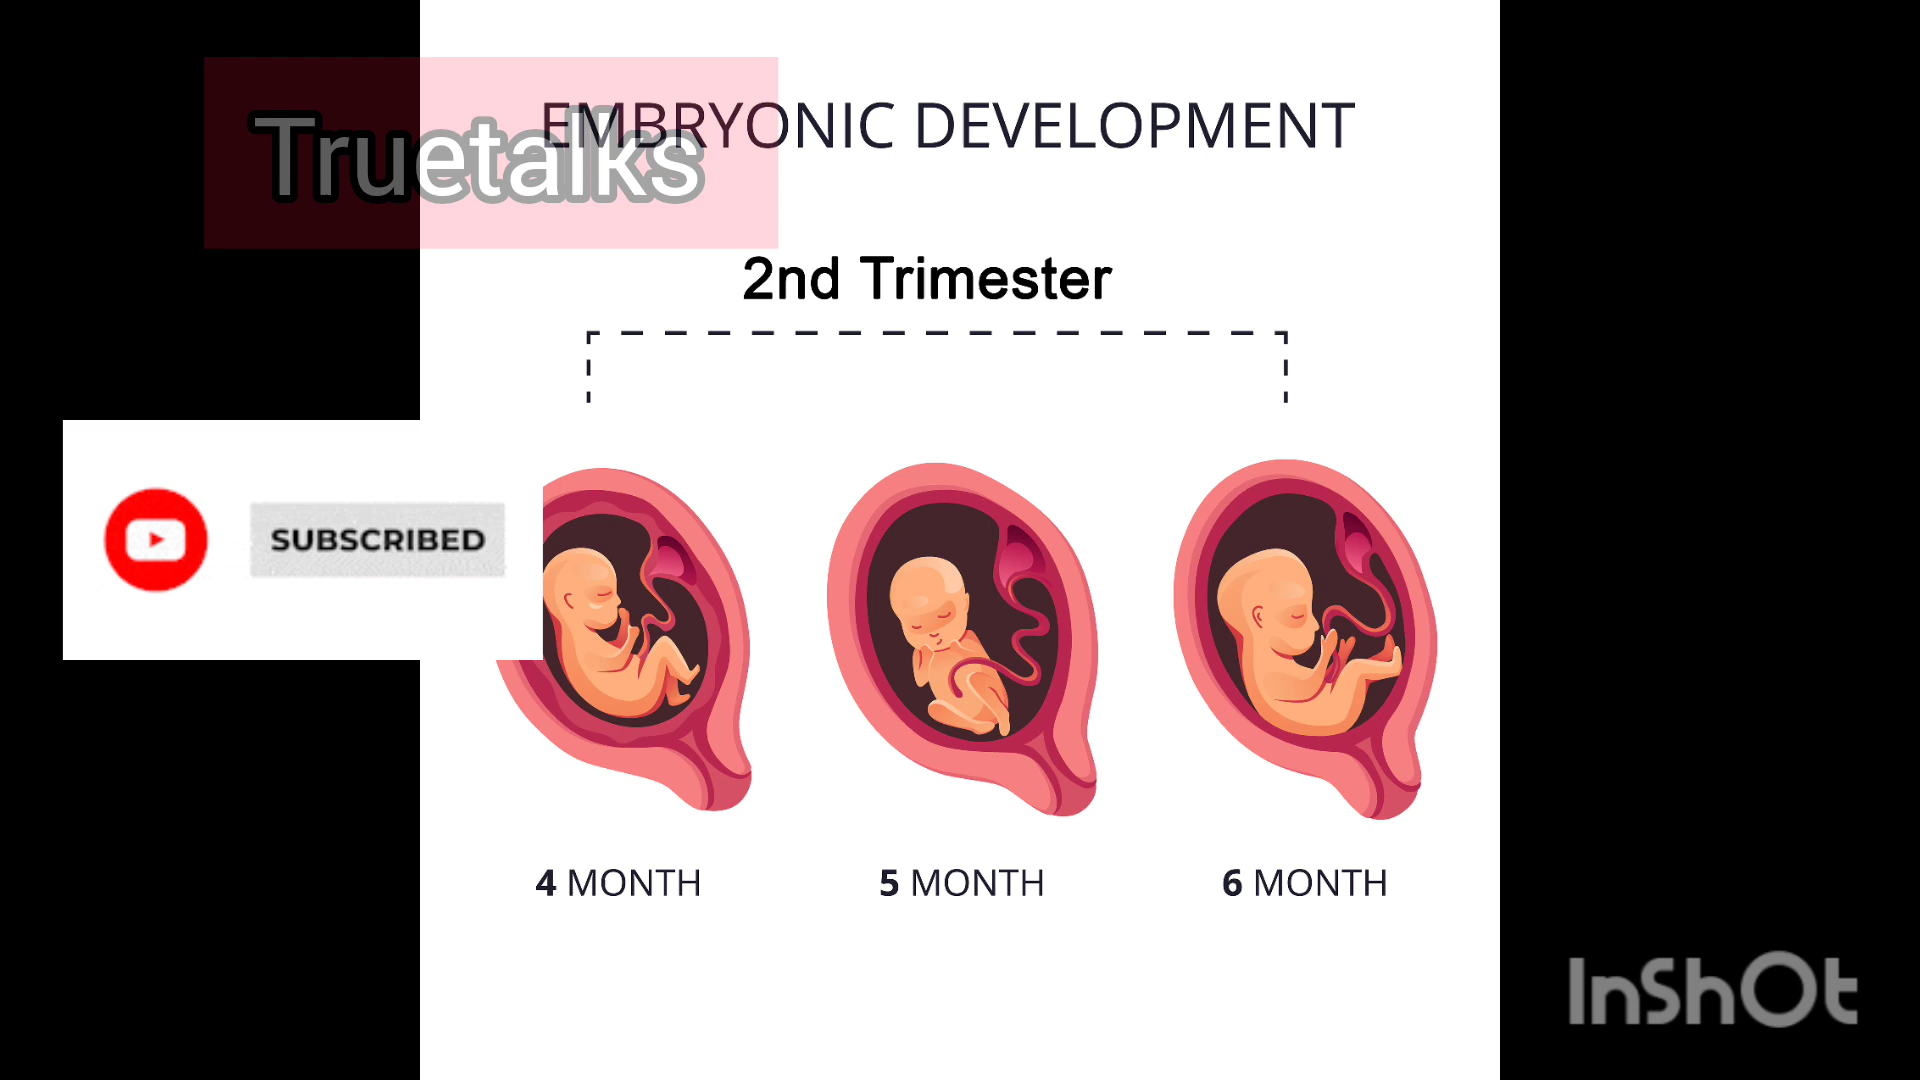 EMBRYONIC DEVELOPMENT
Truetalks
2nd Trimester
SUBSCRIBED
4 MONTH
5 MONTH
6 MONTH
InShOt